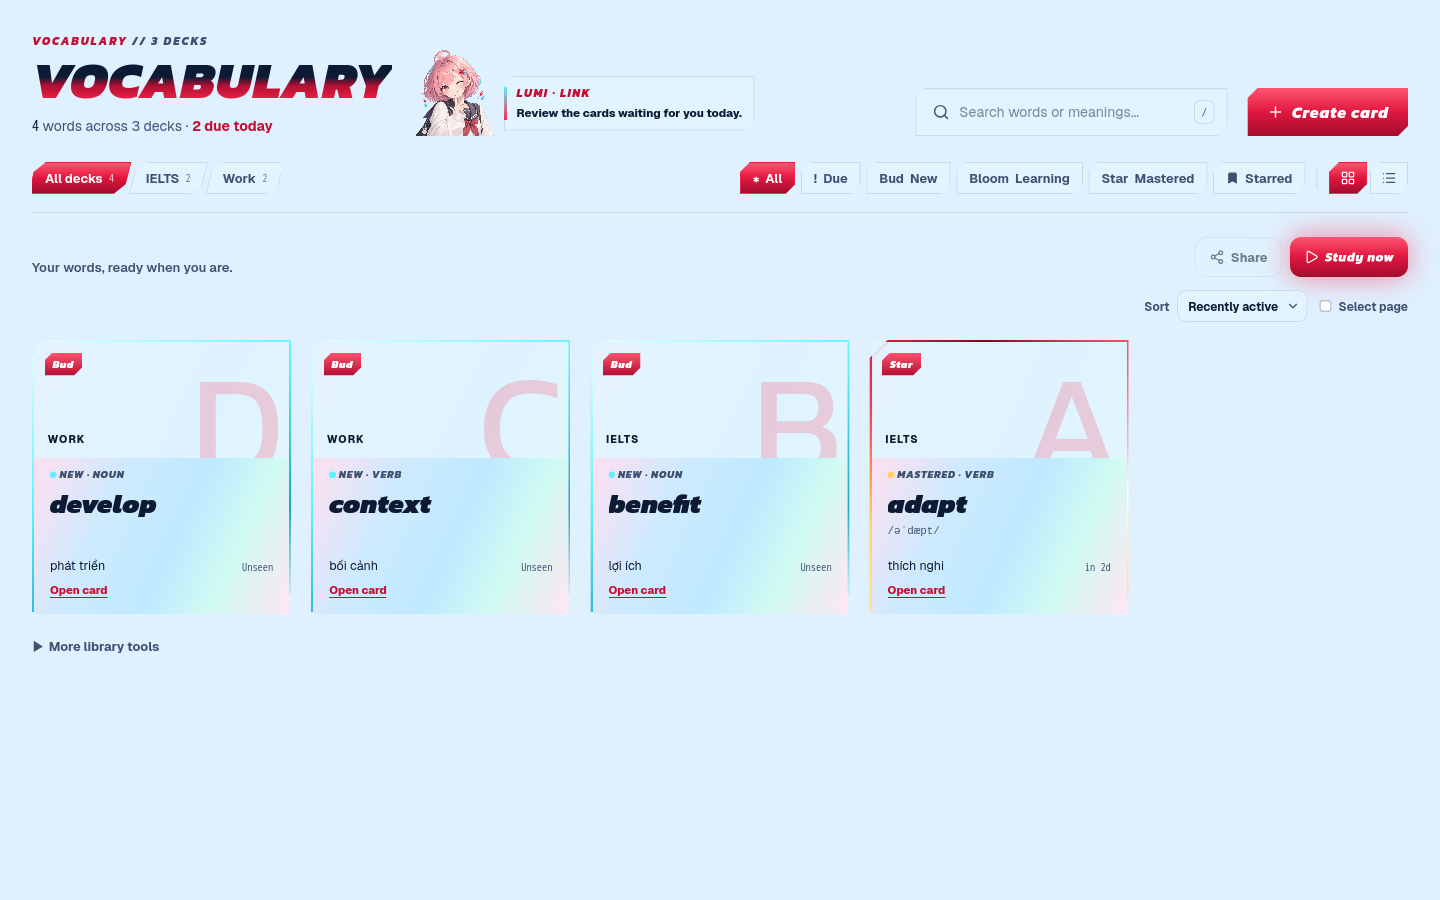 VOCABULARY // 3 DECKS
VOCABULARY
4 words across 3 decks · 2 due today
LUMI · LINK
Review the cards waiting for you today.
Search words or meanings...
/
+ Create card
All decks 4
IELTS 2
Work 2
All
! Due
Bud New
Bloom Learning
Star Mastered
Starred
Your words, ready when you are.
Share
Study now
Sort
Recently active
Select page
Bud
D
WORK
NEW · NOUN
develop
phát triển
Unseen
Open card
Bud
C
WORK
NEW · VERB
context
bối cảnh
Unseen
Open card
Bud
B
IELTS
NEW · NOUN
benefit
lợi ích
Unseen
Open card
Star
A
IELTS
MASTERED · VERB
adapt
/əˈdæpt/
thích nghi
in 2d
Open card
More library tools